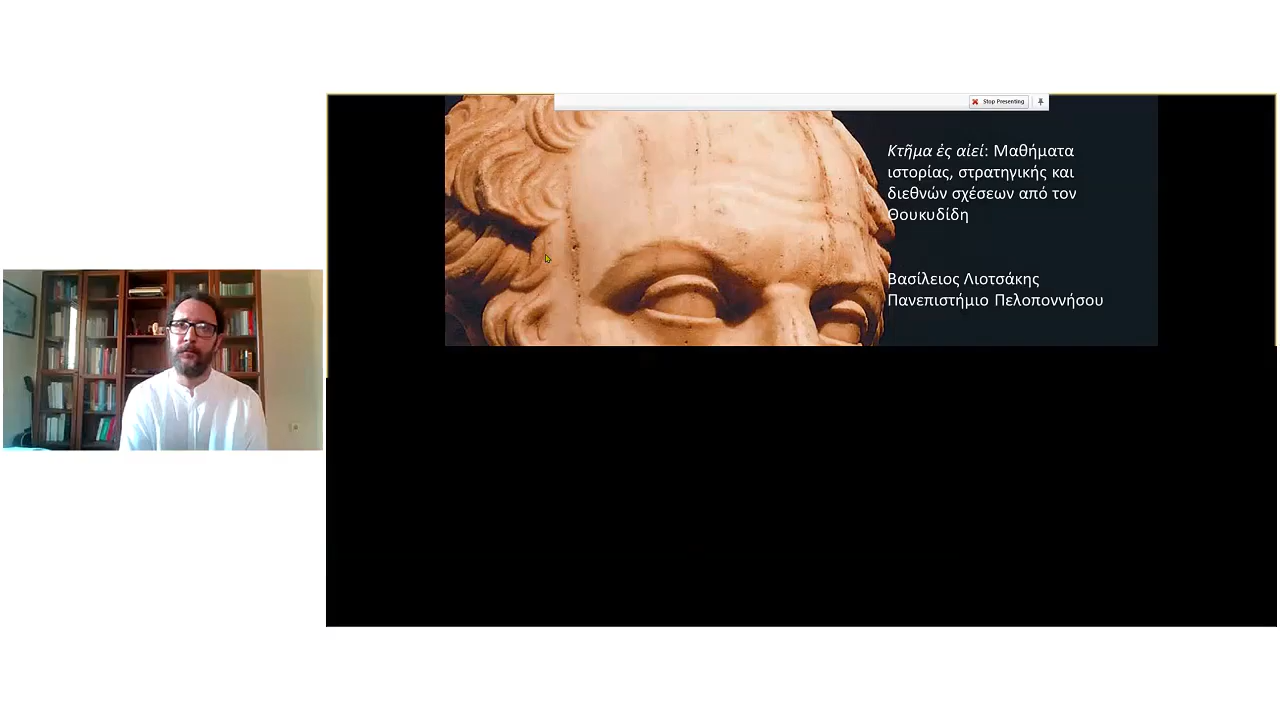 Stop Presenting
Κτῆμα ἐς αἰεί: Μαθήματα
ιστορίας, στρατηγικής και
διεθνών σχέσεων από τον
Θουκυδίδη
Βασίλειος Λιοτσάκης
Πανεπιστήμιο Πελοποννήσου